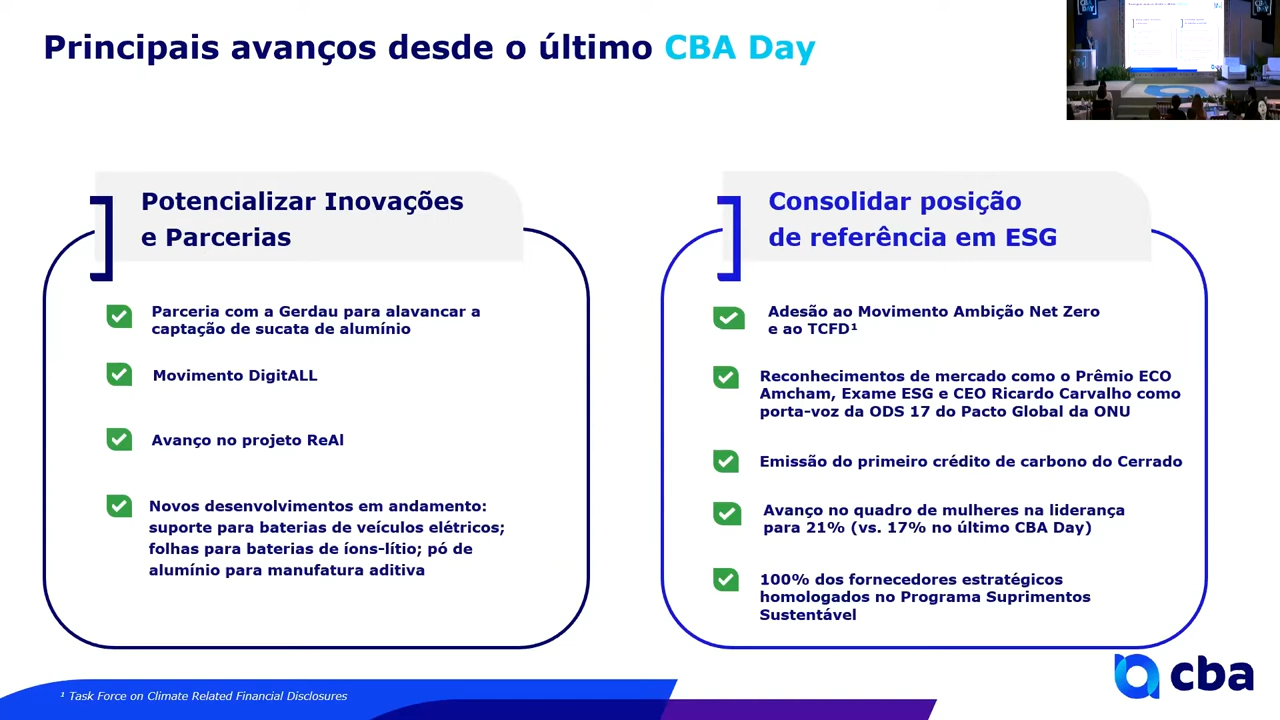 Principais avanços desde o último CBA Day
CBA
DAY
CBA
DAY
Potencializar Inovações
e Parcerias
Parceria com a Gerdau para alavancar a
captação de sucata de alumínio
Movimento DigitALL
Avanço no projeto ReAl
Novos desenvolvimentos em andamento:
suporte para baterias de veículos elétricos;
folhas para baterias de íons-lítio; pó de
alumínio para manufatura aditiva
Consolidar posição
de referência em ESG
Adesão ao Movimento Ambição Net Zero
e ao TCFD¹
Reconhecimentos de mercado como o Prêmio ECO
Amcham, Exame ESG e CEO Ricardo Carvalho como
porta-voz da ODS 17 do Pacto Global da ONU
Emissão do primeiro crédito de carbono do Cerrado
Avanço no quadro de mulheres na liderança
para 21% (vs. 17% no último CBA Day)
100% dos fornecedores estratégicos
homologados no Programa Suprimentos
Sustentável
¹ Task Force on Climate Related Financial Disclosures
cba